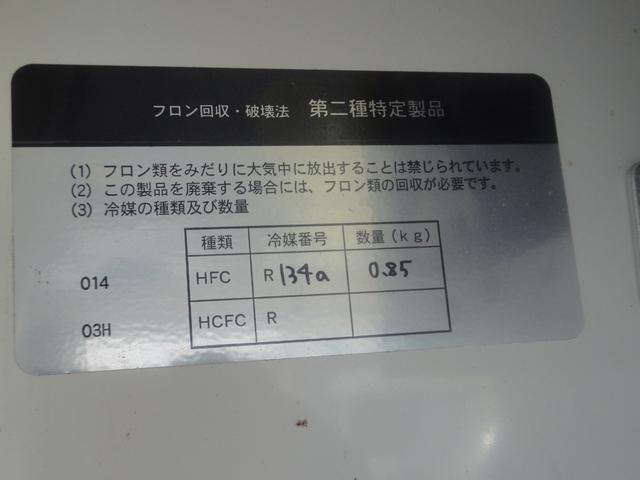 フロン回収・破壊法 第二種特定製品
(1) フロン類をみだりに大気中に放出することは禁じられています。
(2) この製品を廃棄する場合には、フロン類の回収が必要です。
(3) 冷媒の種類及び数量
種類 冷媒番号 数量(kg)
014 HFC R 134a 0.85
03H HCFC R